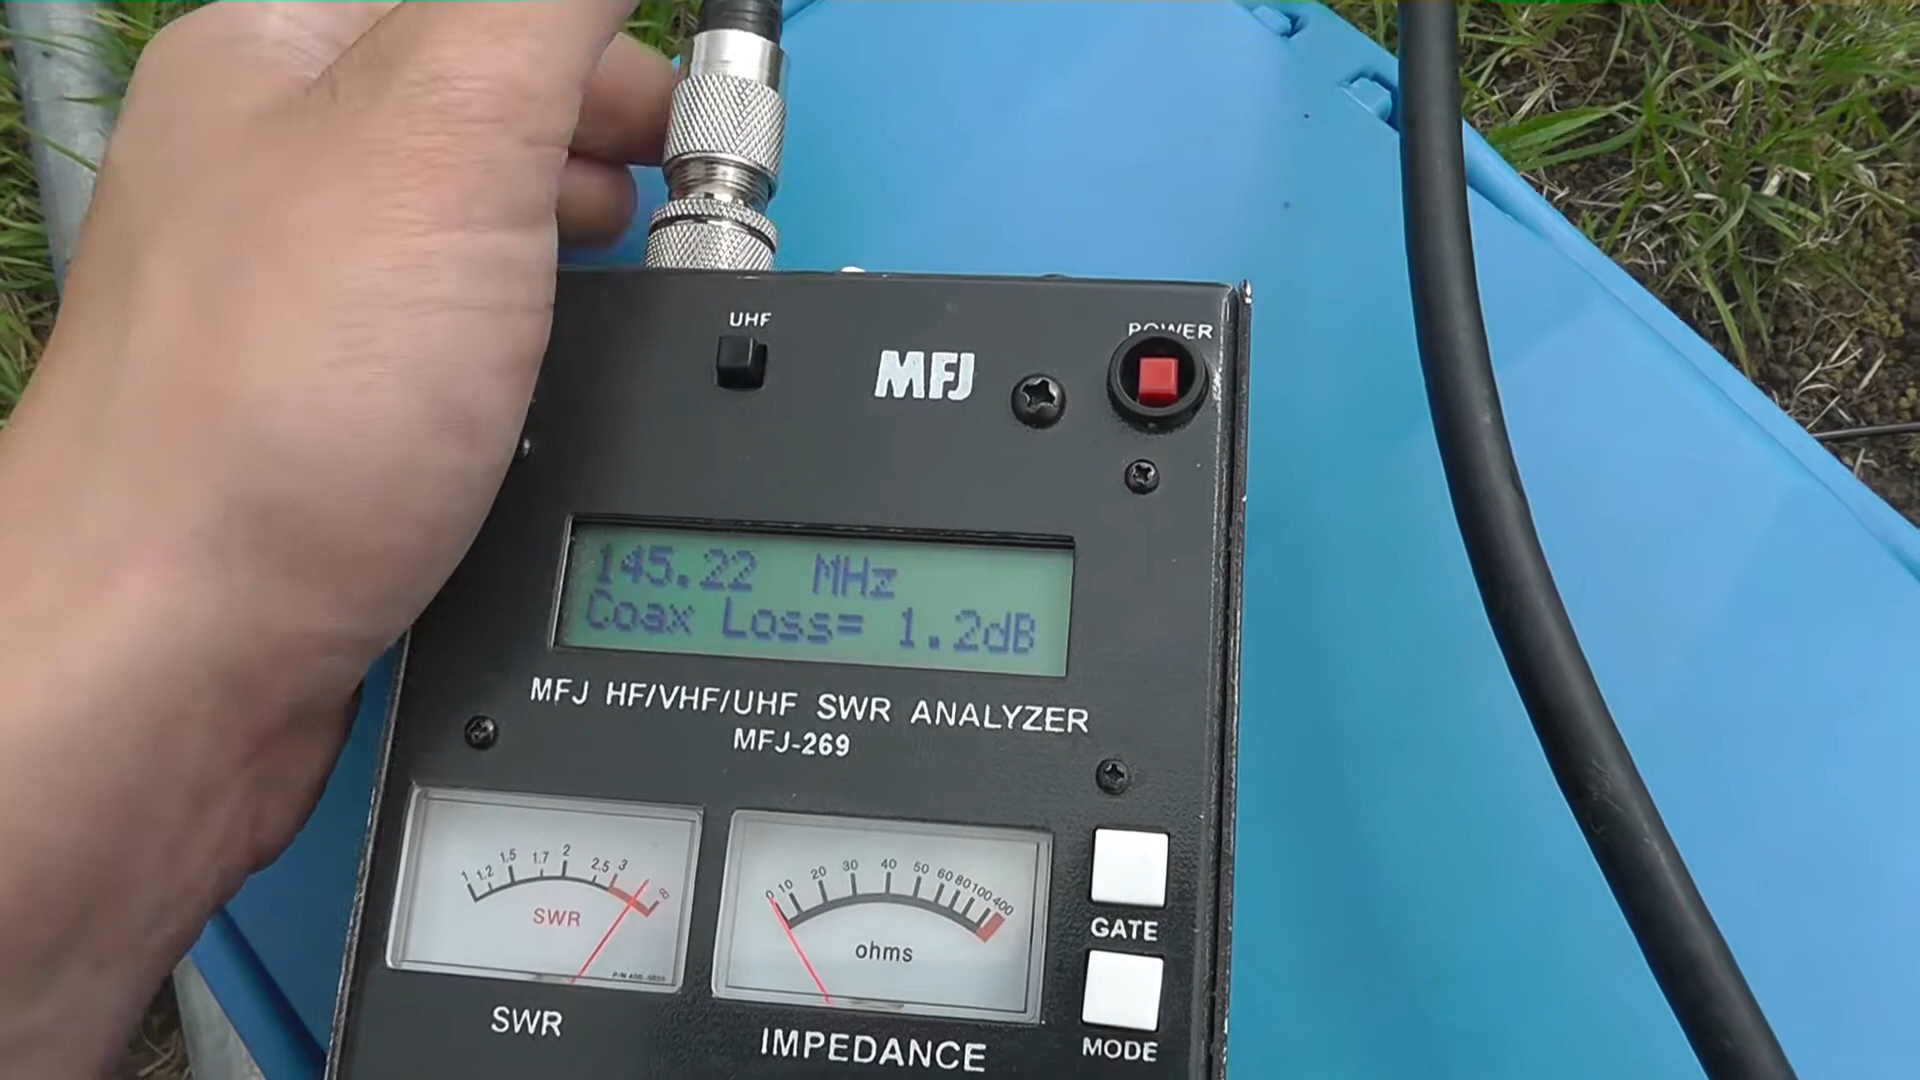 UHF
MFJ
POWER
145.22 MHz
Coax Loss= 1.2dB
MFJ HF/VHF/UHF SWR ANALYZER
MFJ-269
1 1.2 1.5 1.7 2 2.5 3 8
SWR
0 10 20 30 40 50 60 80 100 400
ohms
GATE
SWR
IMPEDANCE
MODE